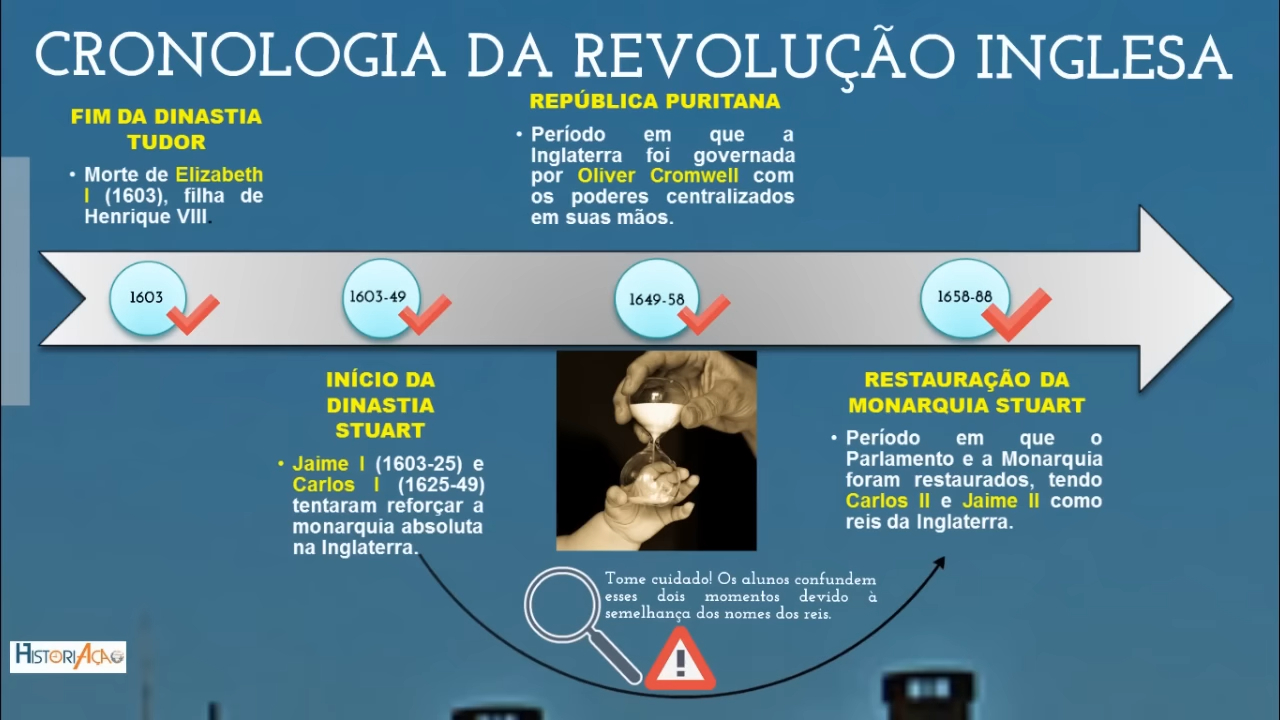 CRONOLOGIA DA REVOLUÇÃO INGLESA
FIM DA DINASTIA
TUDOR
• Morte de Elizabeth
I (1603), filha de
Henrique VIII.
REPÚBLICA PURITANA
• Período em que a
Inglaterra foi governada
por Oliver Cromwell com
os poderes centralizados
em suas mãos.
1603
1603-49
1649-58
1658-88
INÍCIO DA
DINASTIA
STUART
• Jaime I (1603-25) e
Carlos I (1625-49)
tentaram reforçar a
monarquia absoluta
na Inglaterra.
RESTAURAÇÃO DA
MONARQUIA STUART
• Período em que o
Parlamento e a Monarquia
foram restaurados, tendo
Carlos II e Jaime II como
reis da Inglaterra.
Tome cuidado! Os alunos confundem
esses dois momentos devido à
semelhança dos nomes dos reis.
HISTORIAÇÃO